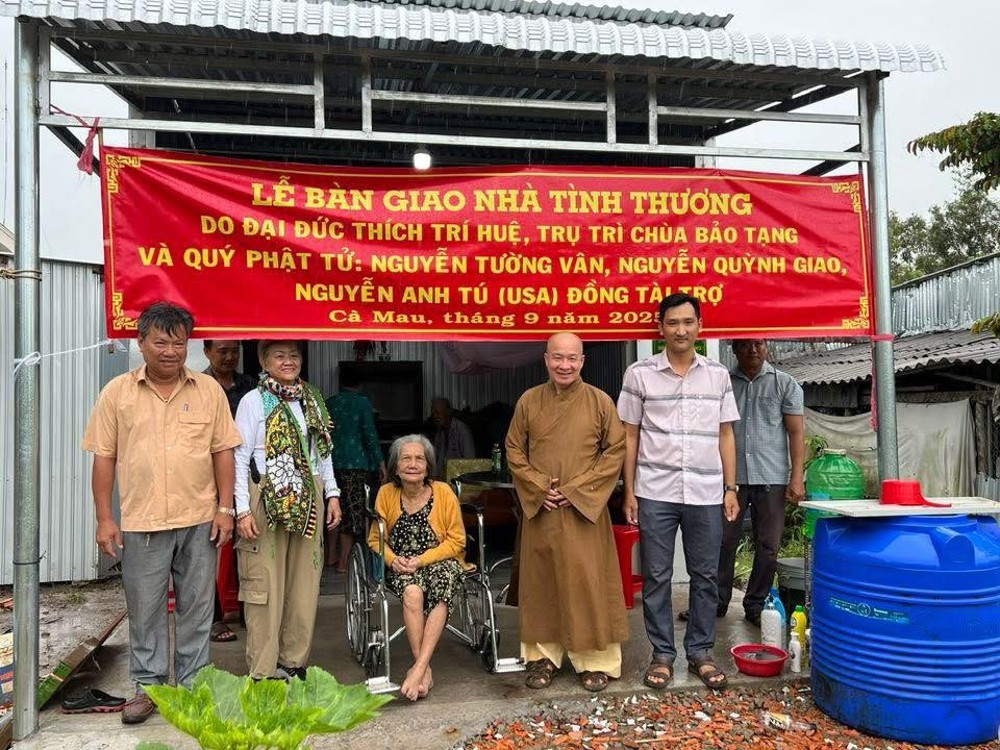 LỄ BÀN GIAO NHÀ TÌNH THƯƠNG
DO ĐẠI ĐỨC THÍCH TRÍ HUỆ, TRỤ TRÌ CHÙA BẢO TẠNG
VÀ QUÝ PHẬT TỬ: NGUYỄN TƯỜNG VÂN, NGUYỄN QUỲNH GIAO,
NGUYỄN ANH TÚ (USA) ĐỒNG TÀI TRỢ
Cà Mau, tháng 9 năm 2025